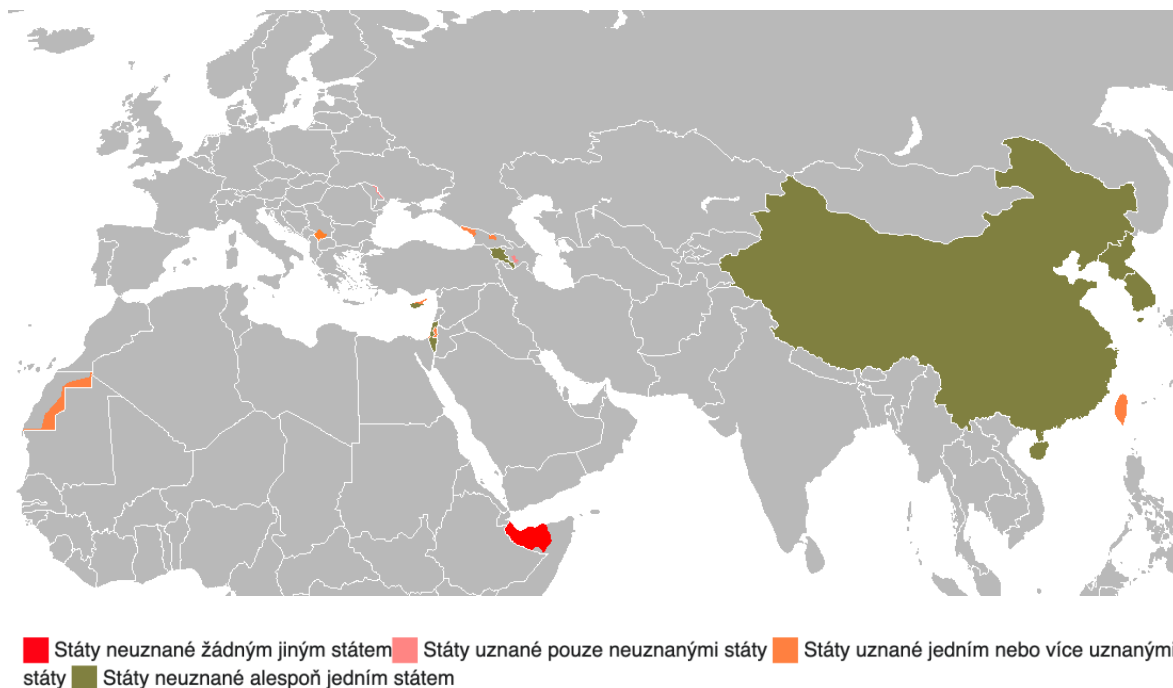 Státy neuznané žádným jiným státem Státy uznané pouze neuznanými státy Státy uznané jedním nebo více uznanými
státy Státy neuznané alespoň jedním státem